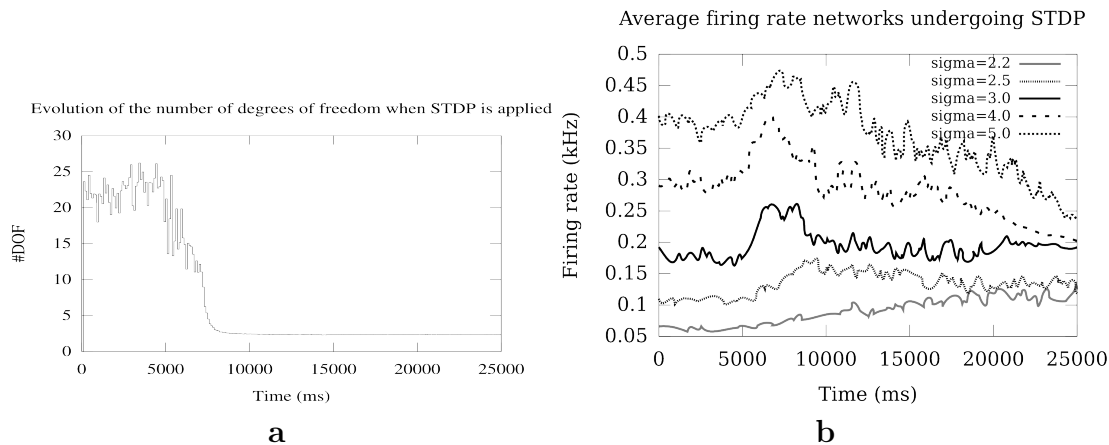 Evolution of the number of degrees of freedom when STDP is applied
30
25
20
15
10
5
0
#DOF
0 5000 10000 15000 20000 25000
Time (ms)
a
Average firing rate networks undergoing STDP
0.5
0.45
0.4
0.35
0.3
0.25
0.2
0.15
0.1
0.05
Firing rate (kHz)
sigma=2.2
sigma=2.5
sigma=3.0
sigma=4.0
sigma=5.0
0 5000 10000 15000 20000 25000
Time (ms)
b